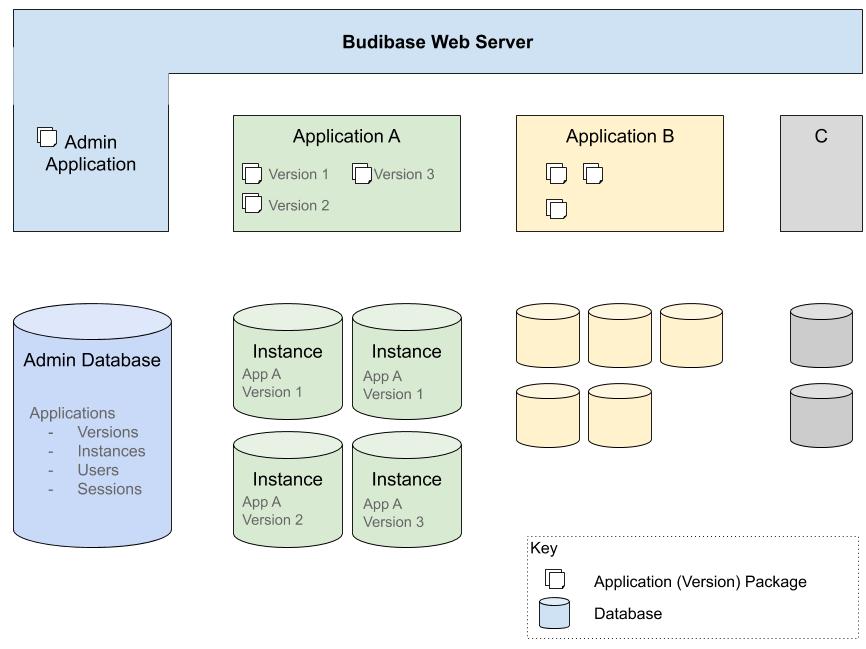 Budibase Web Server
Admin
Application
Application A
Version 1
Version 3
Version 2
Application B
C
Admin Database
Applications
- Versions
- Instances
- Users
- Sessions
Instance
App A
Version 1
Instance
App A
Version 1
Instance
App A
Version 2
Instance
App A
Version 3
Key
Application (Version) Package
Database